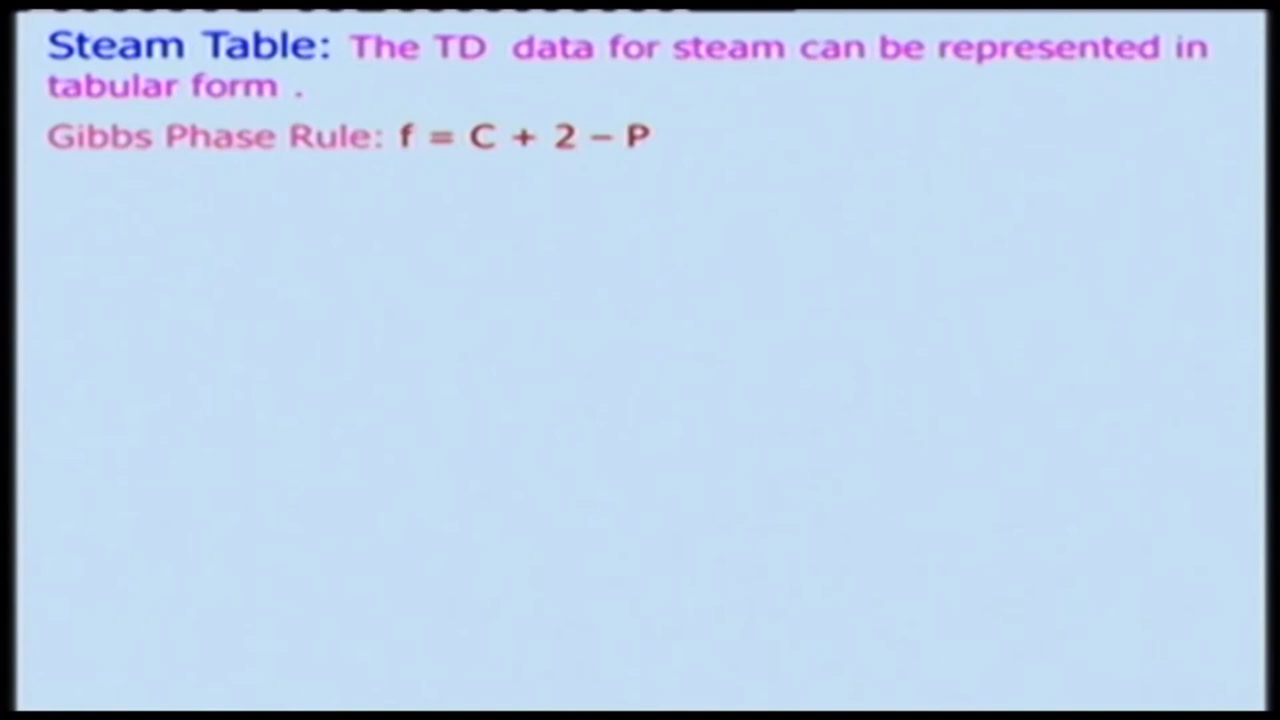 Steam Table: The TD data for steam can be represented in
tabular form .
Gibbs Phase Rule: f = C + 2 – P